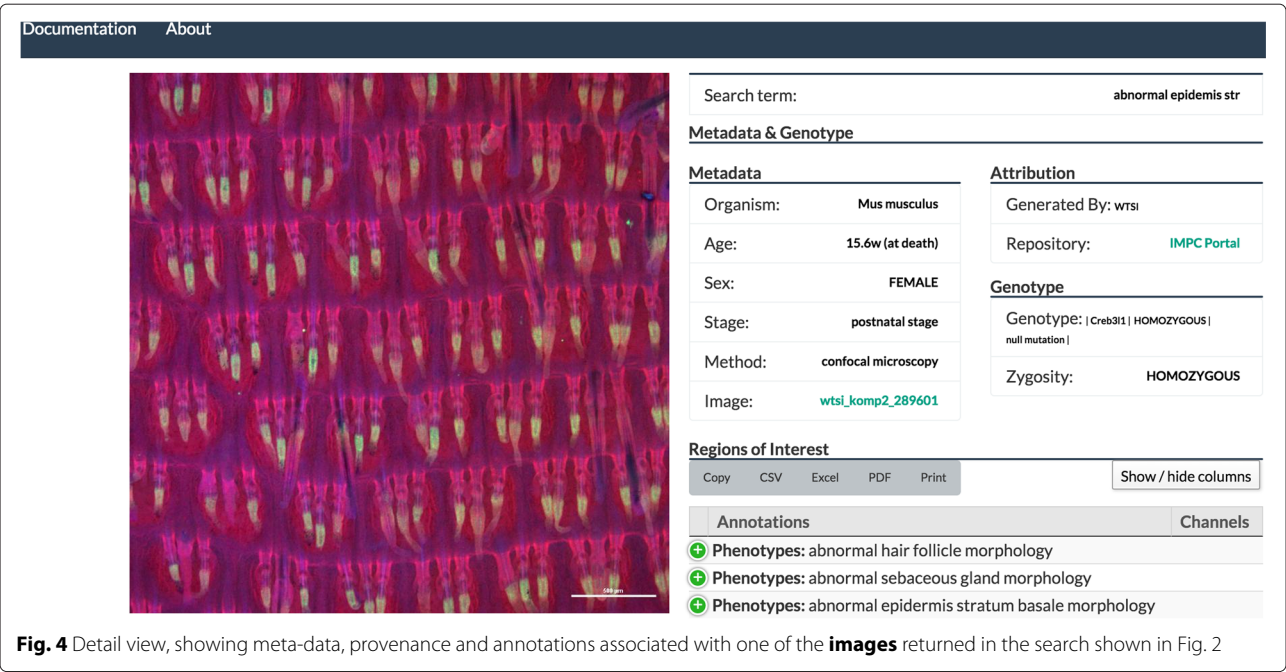 Documentation About
Search term: abnormal epidemis str
Metadata & Genotype
Metadata
Organism: Mus musculus
Age: 15.6w (at death)
Sex: FEMALE
Stage: postnatal stage
Method: confocal microscopy
Image: wtsi_komp2_289601
Attribution
Generated By: WTSI
Repository: IMPC Portal
Genotype
Genotype: | Creb3l1 | HOMOZYGOUS |
null mutation |
Zygosity: HOMOZYGOUS
Regions of Interest
Copy CSV Excel PDF Print
Show / hide columns
Annotations Channels
Phenotypes: abnormal hair follicle morphology
Phenotypes: abnormal sebaceous gland morphology
Phenotypes: abnormal epidermis stratum basale morphology
500 µm
Fig. 4 Detail view, showing meta-data, provenance and annotations associated with one of the images returned in the search shown in Fig. 2